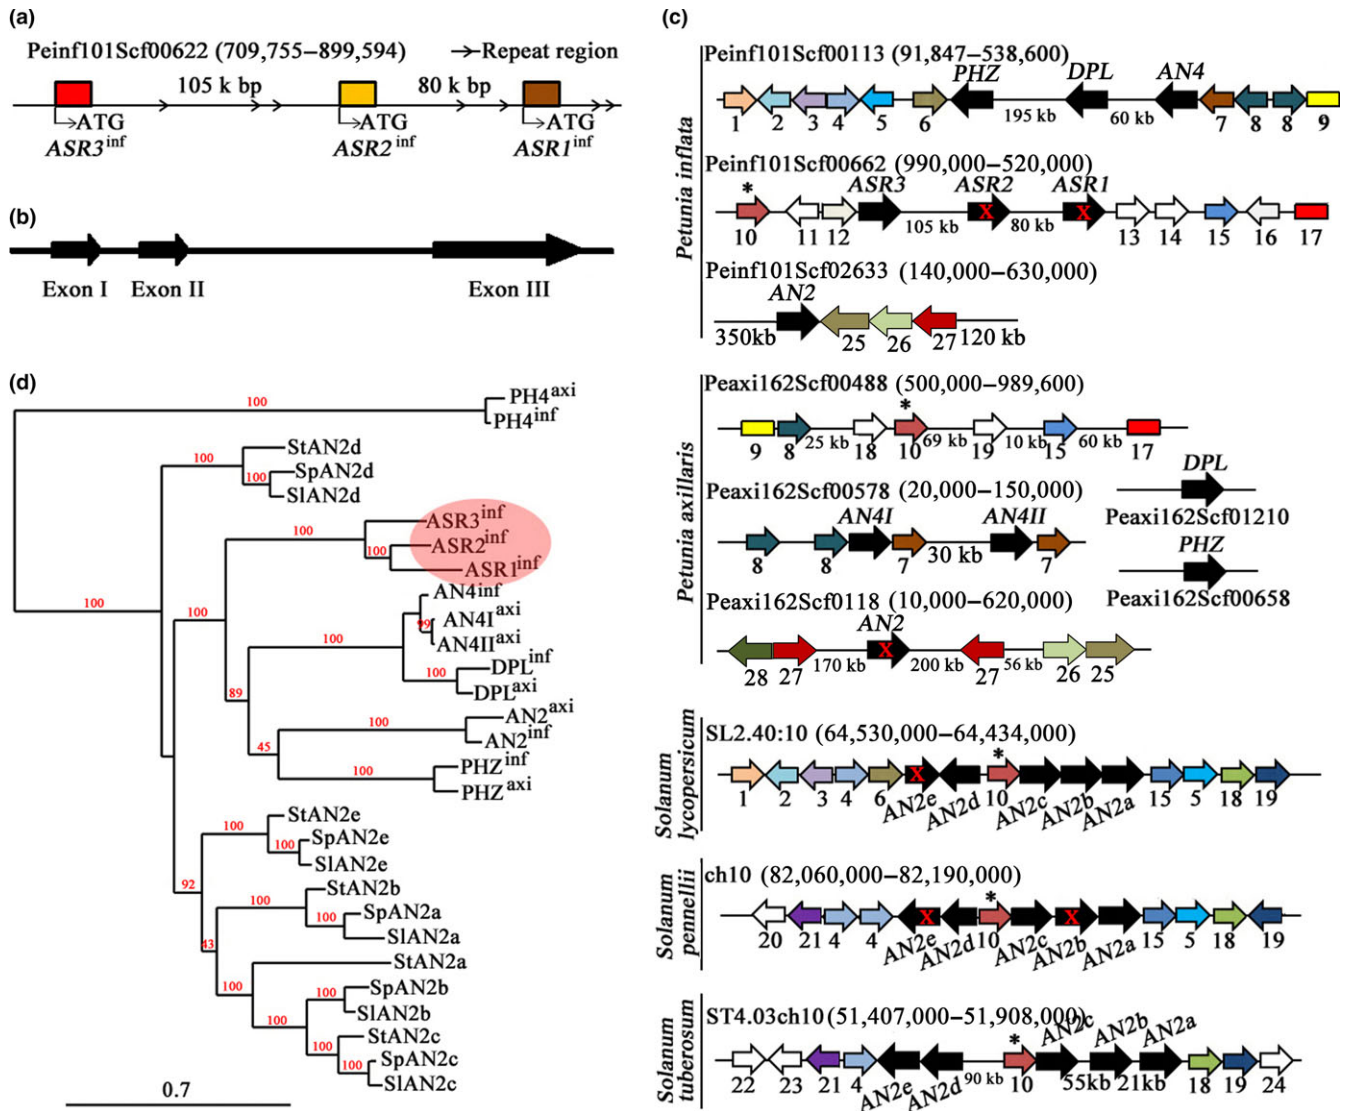 (a)
Peinf101Scf00622 (709,755–899,594) Repeat region
105 k bp 80 k bp
ATG ATG ATG
ASR3inf ASR2inf ASR1inf
(b)
Exon I Exon II Exon III
(c)
Petunia inflata
Peinf101Scf00113 (91,847–538,600)
PHZ DPL AN4
195 kb 60 kb
1 2 3 4 5 6 7 8 8 9
Peinf101Scf00662 (990,000–520,000)
* ASR3 ASR2 ASR1
X X
105 kb 80 kb
10 11 12 13 14 15 16 17
Peinf101Scf02633 (140,000–630,000)
AN2
350kb 25 26 27 120 kb
Petunia axillaris
Peaxi162Scf00488 (500,000–989,600)
*
25 kb 69 kb 10 kb 60 kb
9 8 18 10 19 15 17
Peaxi162Scf00578 (20,000–150,000)
AN4I AN4II
8 8 7 30 kb 7
DPL
Peaxi162Scf01210
PHZ
Peaxi162Scf00658
Peaxi162Scf0118 (10,000–620,000)
AN2
X
170 kb 200 kb 56 kb
28 27 27 26 25
Solanum lycopersicum
SL2.40:10 (64,530,000–64,434,000)
*
X
1 2 3 4 6 AN2e AN2d 10 AN2c AN2b AN2a 15 5 18 19
Solanum pennellii
ch10 (82,060,000–82,190,000)
*
X X
20 21 4 4 AN2e AN2d 10 AN2c AN2b AN2a 15 5 18 19
Solanum tuberosum
ST4.03ch10 (51,407,000–51,908,000)
* AN2c AN2b AN2a
22 23 21 4 AN2e AN2d 90 kb 10 55kb 21kb 18 19 24
(d)
100 PH4axi
PH4inf
100 StAN2d
100 SpAN2d
SlAN2d
100 ASR3inf
100 ASR2inf
ASR1inf
100 100
AN4inf
99 AN4Iaxi
100 AN4IIaxi
100 DPLinf
DPLaxi
89
100 AN2axi
AN2inf
45
100 PHZinf
PHZaxi
100 StAN2e
100 SpAN2e
SlAN2e
92
100 StAN2b
100 SpAN2a
SlAN2a
43
StAN2a
100
100 SpAN2b
SlAN2b
100
100 StAN2c
100 SpAN2c
SlAN2c
0.7